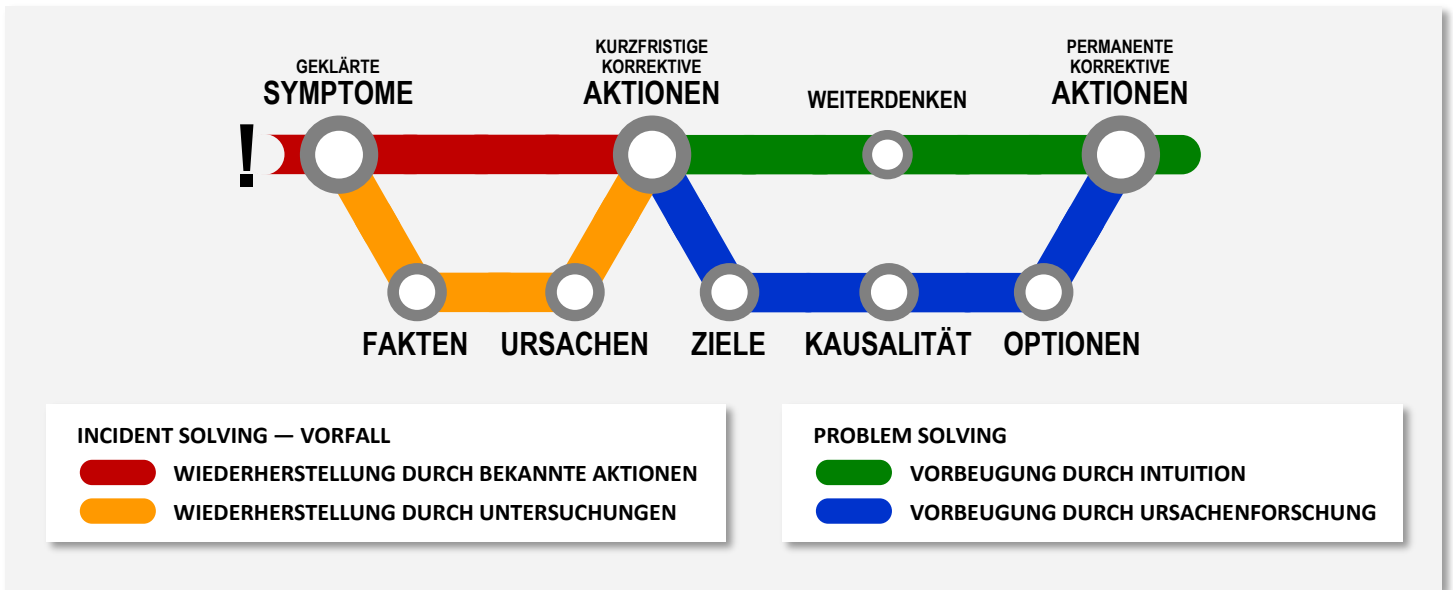 GEKLÄRTE
SYMPTOME
KURZFRISTIGE
KORREKTIVE
AKTIONEN
WEITERDENKEN
PERMANENTE
KORREKTIVE
AKTIONEN
!
FAKTEN
URSACHEN
ZIELE
KAUSALITÄT
OPTIONEN
INCIDENT SOLVING — VORFALL
WIEDERHERSTELLUNG DURCH BEKANNTE AKTIONEN
WIEDERHERSTELLUNG DURCH UNTERSUCHUNGEN
PROBLEM SOLVING
VORBEUGUNG DURCH INTUITION
VORBEUGUNG DURCH URSACHENFORSCHUNG